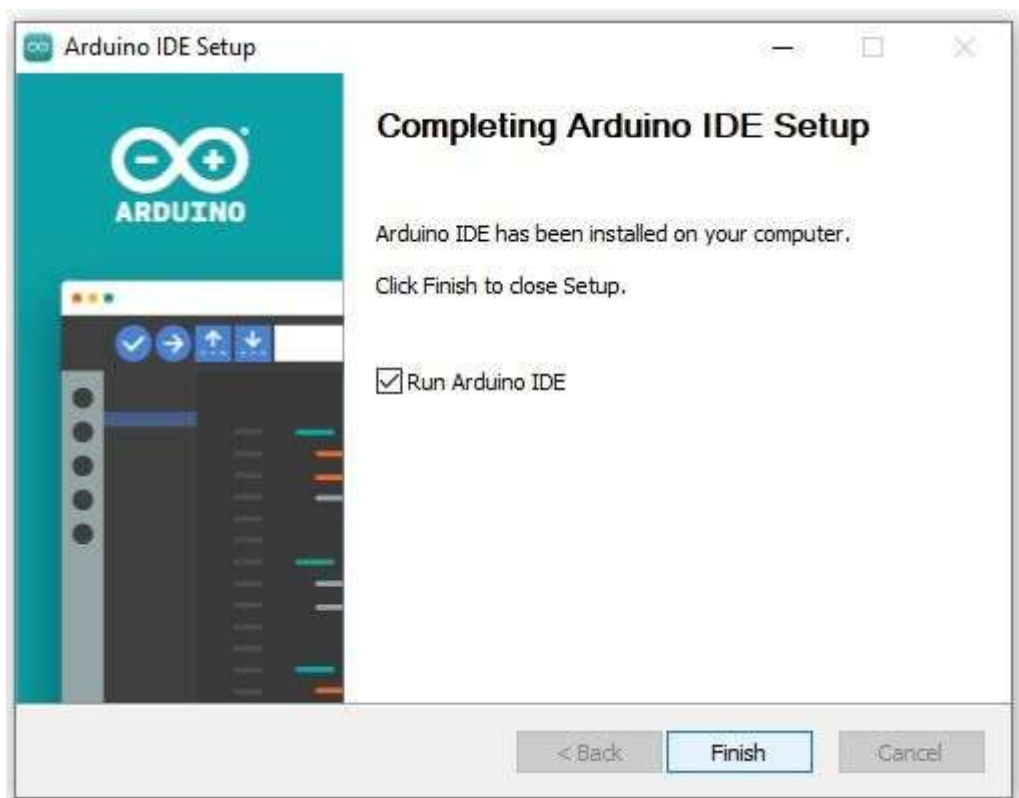 Arduino IDE Setup
ARDUINO
Completing Arduino IDE Setup
Arduino IDE has been installed on your computer.
Click Finish to close Setup.
Run Arduino IDE
< Back
Finish
Cancel